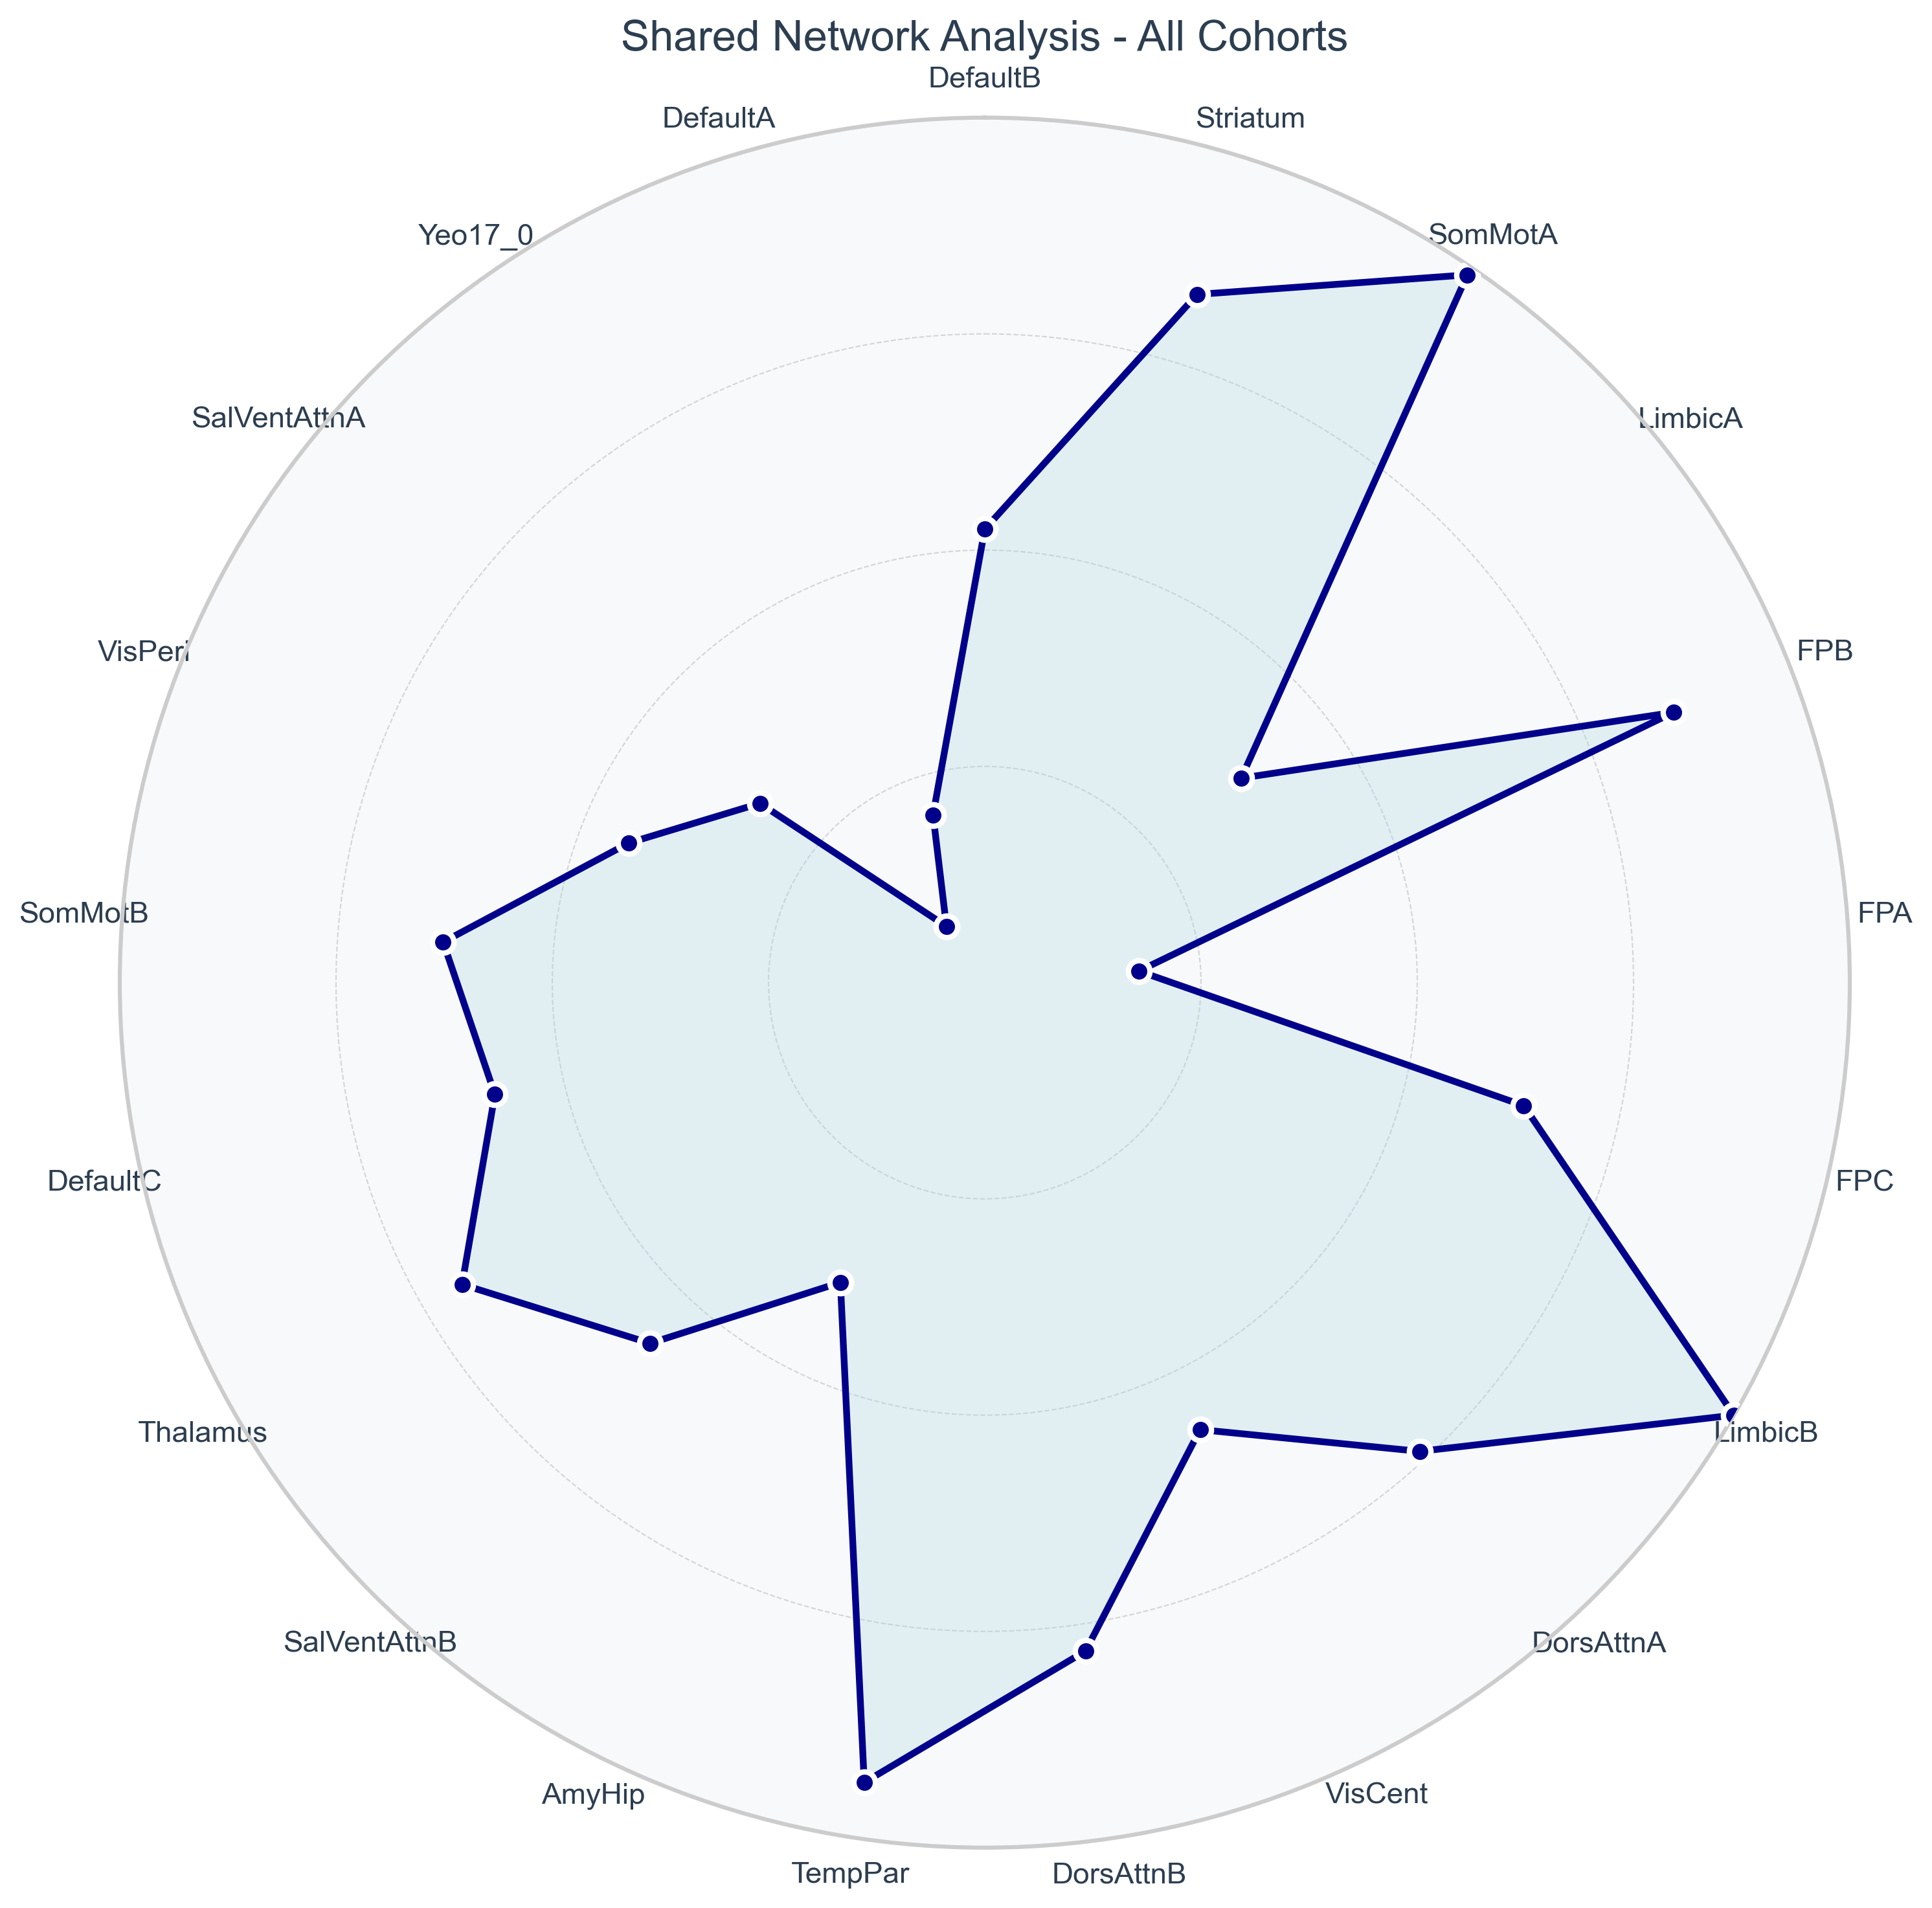 Shared Network Analysis - All Cohorts
DefaultB
DefaultA
Striatum
Yeo17_0
SomMotA
SalVentAttnA
LimbicA
VisPeri
FPB
SomMotB
FPA
DefaultC
FPC
Thalamus
LimbicB
SalVentAttnB
DorsAttnA
AmyHip
VisCent
TempPar
DorsAttnB